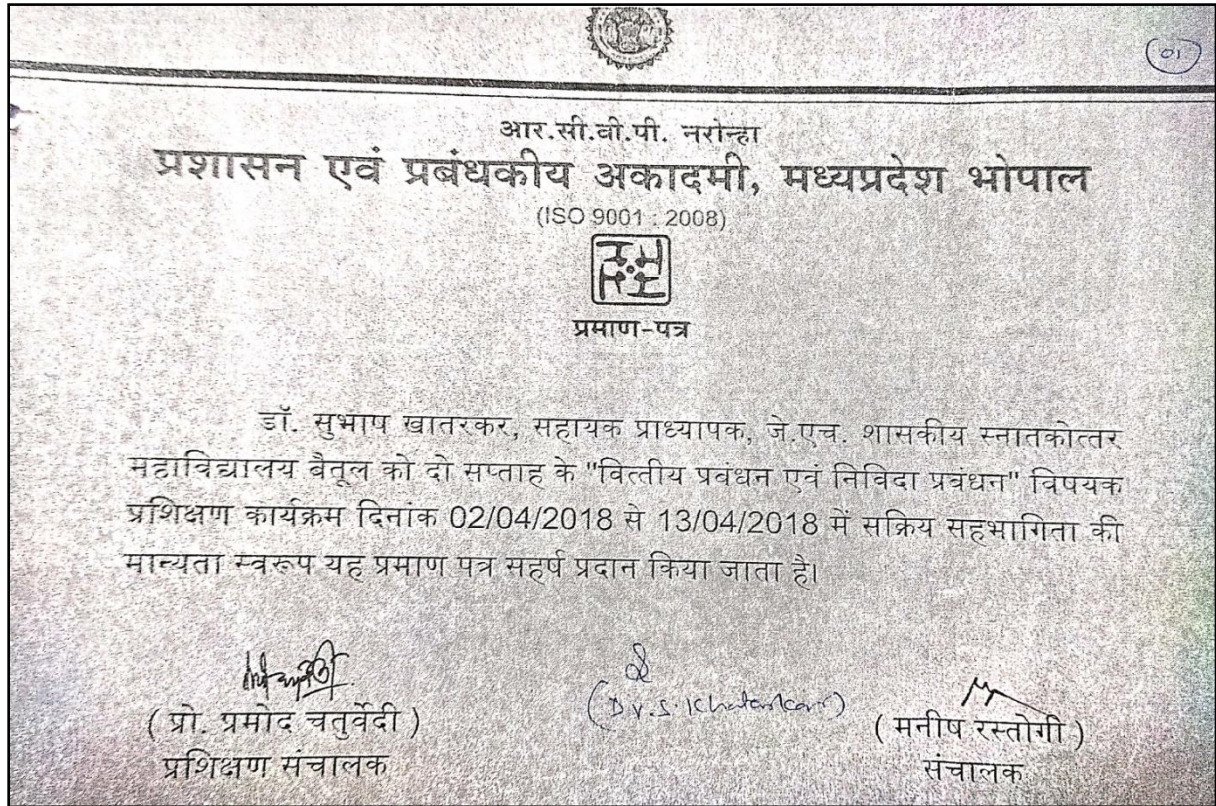 01
आर.सी.वी.पी. नरोन्हा
प्रशासन एवं प्रबंधकीय अकादमी, मध्यप्रदेश भोपाल
(ISO 9001 : 2008)
प्रमाण-पत्र
डॉ. सुभाष खातरकर, सहायक प्राध्यापक, जे.एच. शासकीय स्नातकोत्तर
महाविद्यालय बैतूल को दो सप्ताह के "वित्तीय प्रबंधन एवं निविदा प्रबंधन" विषयक
प्रशिक्षण कार्यक्रम दिनांक 02/04/2018 से 13/04/2018 में सक्रिय सहभागिता की
मान्यता स्वरूप यह प्रमाण पत्र सहर्ष प्रदान किया जाता है।
(Dr. S. Khatarkar)
( प्रो. प्रमोद चतुर्वेदी )
प्रशिक्षण संचालक
( मनीष रस्तोगी )
संचालक